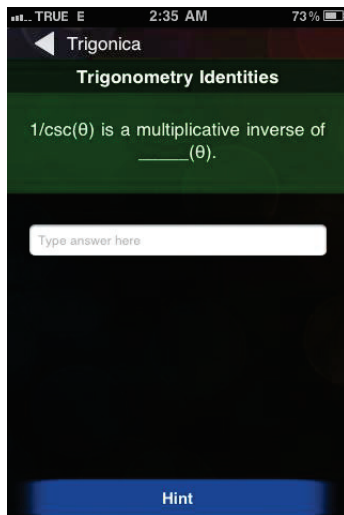 TRUE E 2:35 AM 73%
Trigonica
Trigonometry Identities
1/csc(θ) is a multiplicative inverse of
_____(θ).
Type answer here
Hint